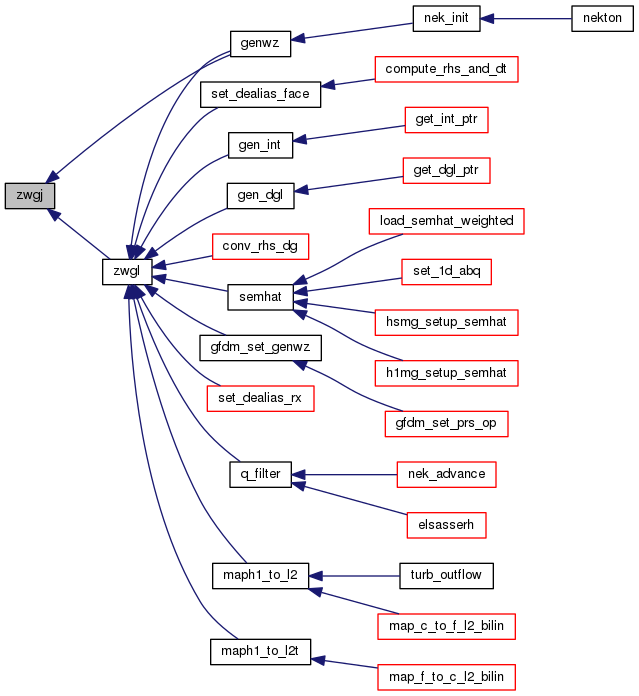 nek_init
nekton
genwz
compute_rhs_and_dt
set_dealias_face
get_int_ptr
gen_int
get_dgl_ptr
zwgj
gen_dgl
load_semhat_weighted
conv_rhs_dg
zwgl
set_1d_abq
semhat
hsmg_setup_semhat
gfdm_set_genwz
h1mg_setup_semhat
set_dealias_rx
gfdm_set_prs_op
q_filter
nek_advance
elsasserh
maph1_to_l2
turb_outflow
map_c_to_f_l2_bilin
maph1_to_l2t
map_f_to_c_l2_bilin